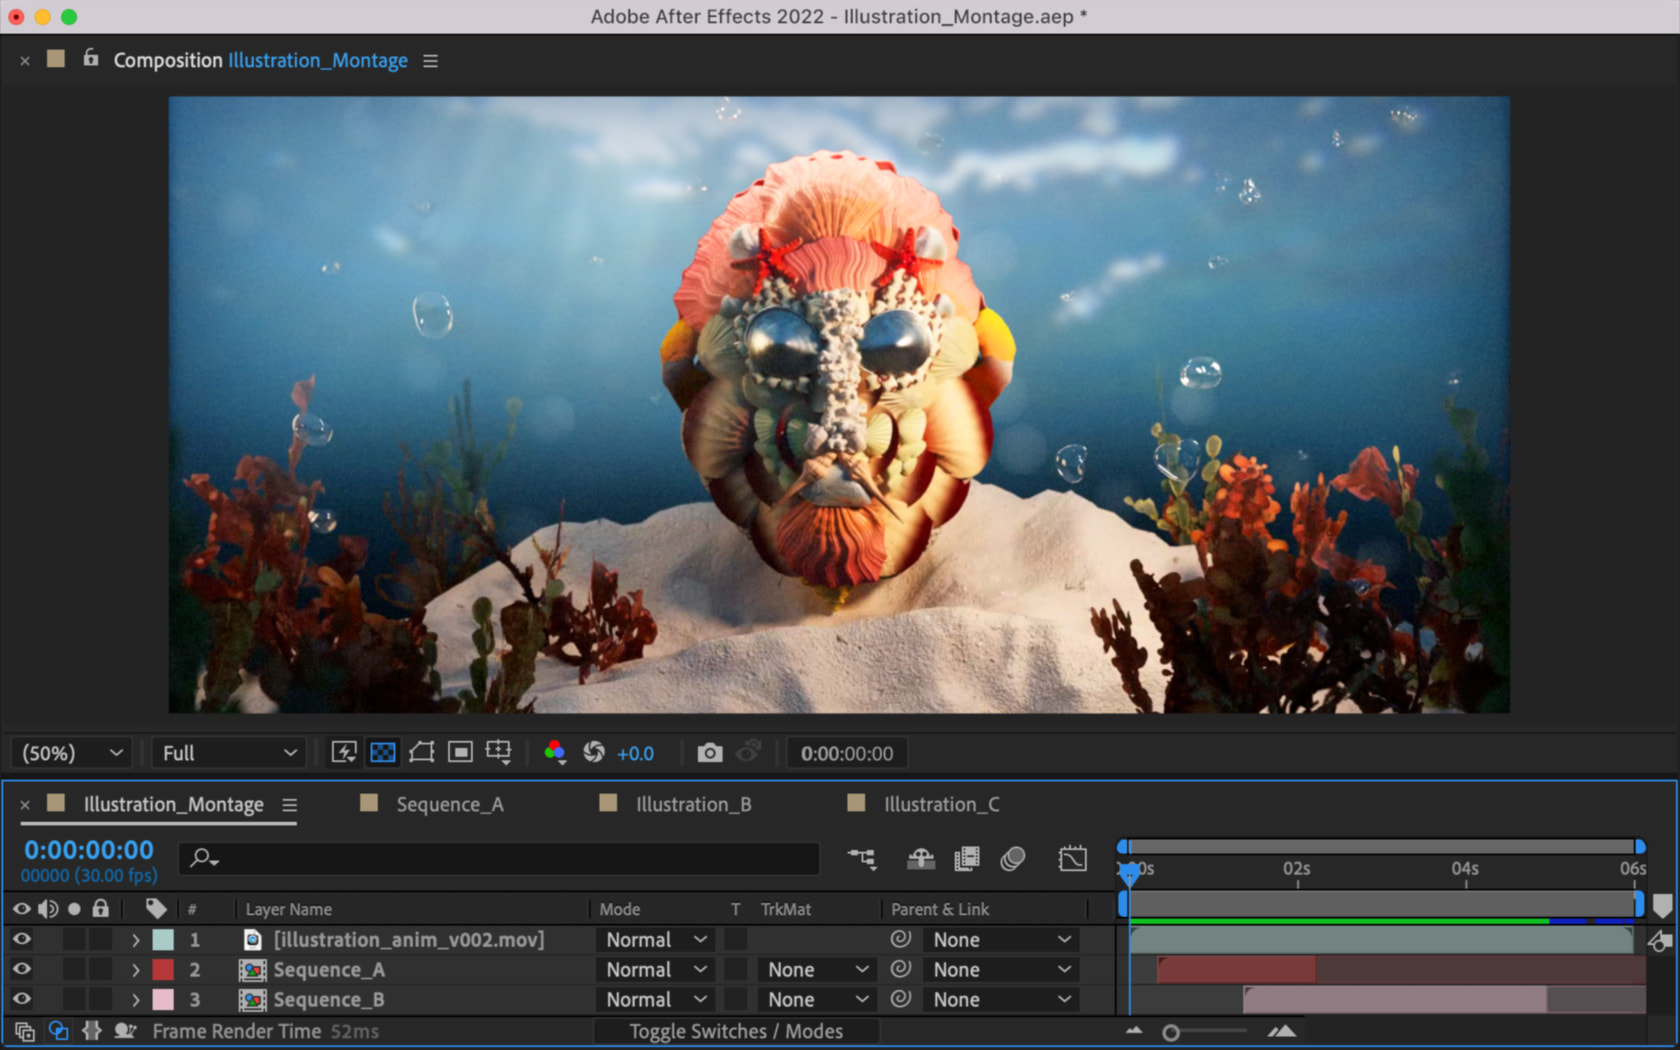 Adobe After Effects 2022 - Illustration_Montage.aep *
Composition Illustration_Montage
(50%) Full +0.0 0:00:00:00
Illustration_Montage Sequence_A Illustration_B Illustration_C
0:00:00:00
00000 (30.00 fps)
00s 02s 04s 06s
# Layer Name Mode T TrkMat Parent & Link
1 [illustration_anim_v002.mov] Normal None
2 Sequence_A Normal None None
3 Sequence_B Normal None None
Frame Render Time 52ms Toggle Switches / Modes